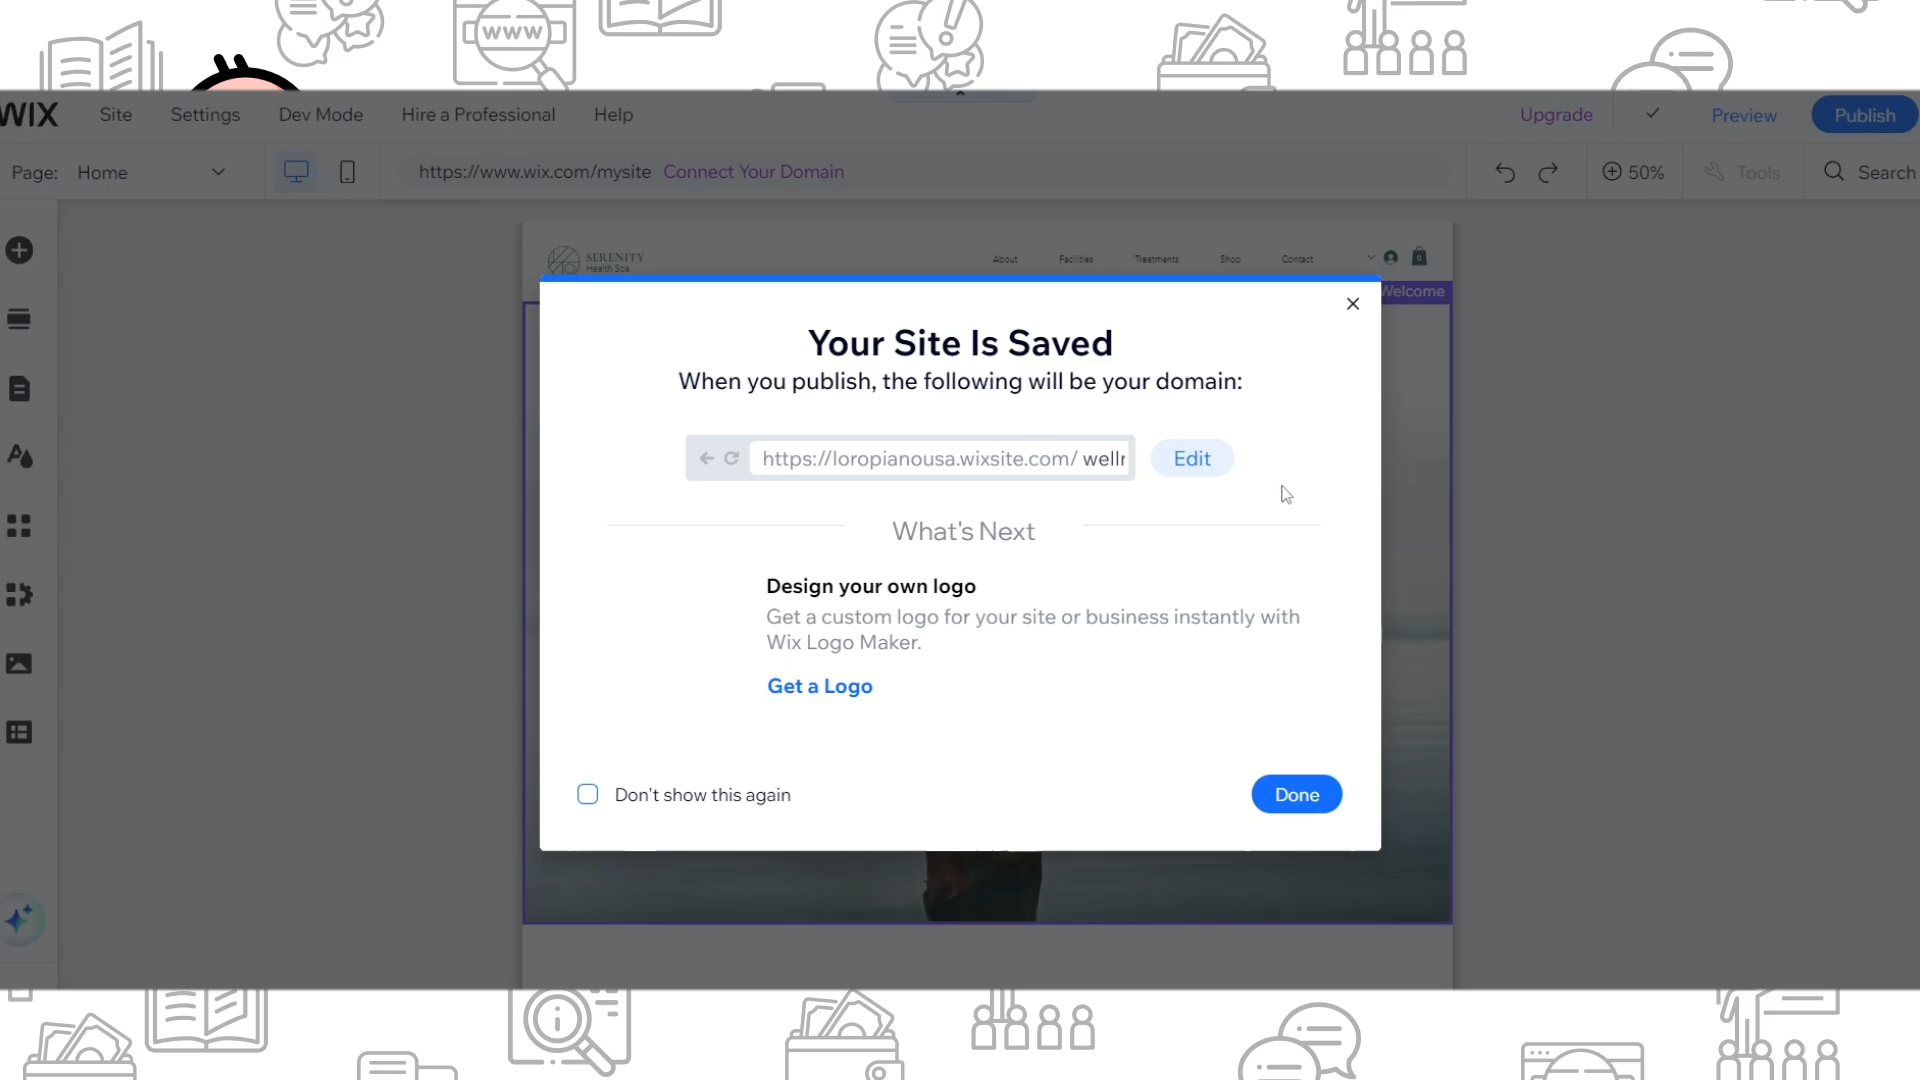 www
WIX Site Settings Dev Mode Hire a Professional Help Upgrade Preview Publish
Page: Home https://www.wix.com/mysite Connect Your Domain 50% Tools Search
SERENITY
Health Spa
About Facilities Treatments Shop Contact 0
Welcome
Your Site Is Saved
When you publish, the following will be your domain:
https://loropianousa.wixsite.com/ welln Edit
What's Next
Design your own logo
Get a custom logo for your site or business instantly with
Wix Logo Maker.
Get a Logo
Don't show this again Done